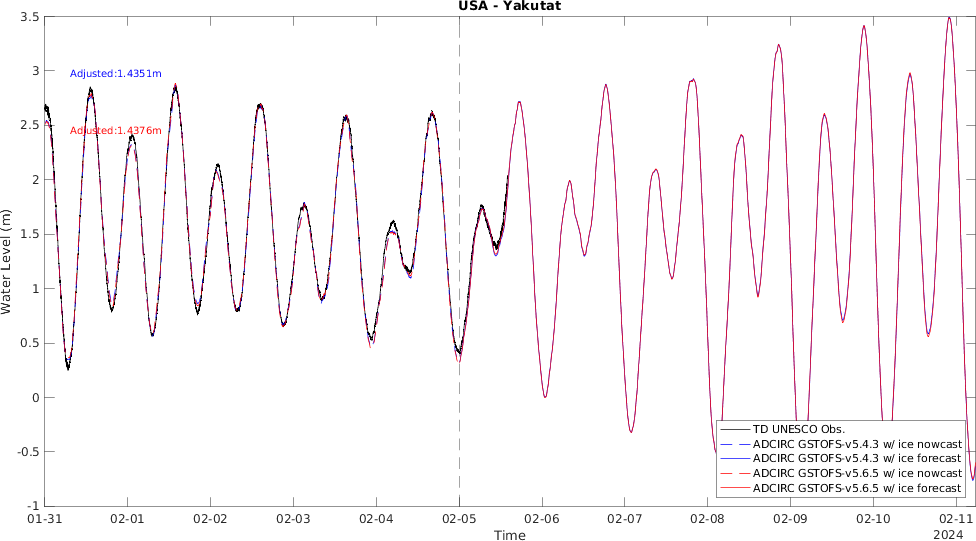 USA - Yakutat
3.5
3
2.5
2
1.5
1
0.5
0
-0.5
-1
Water Level (m)
Adjusted:1.4351m
Adjusted:1.4376m
TD UNESCO Obs.
ADCIRC GSTOFS-v5.4.3 w/ ice nowcast
ADCIRC GSTOFS-v5.4.3 w/ ice forecast
ADCIRC GSTOFS-v5.6.5 w/ ice nowcast
ADCIRC GSTOFS-v5.6.5 w/ ice forecast
01-31 02-01 02-02 02-03 02-04 02-05 02-06 02-07 02-08 02-09 02-10 02-11
Time
2024